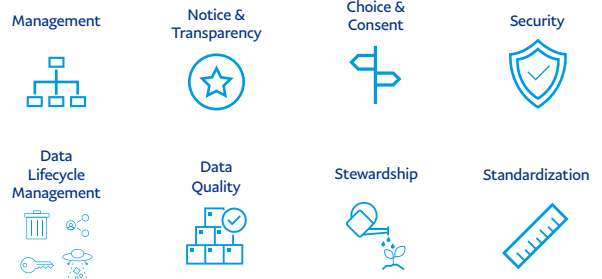 Management
Notice &
Transparency
Choice &
Consent
Security
Data
Lifecycle
Management
Data
Quality
Stewardship
Standardization